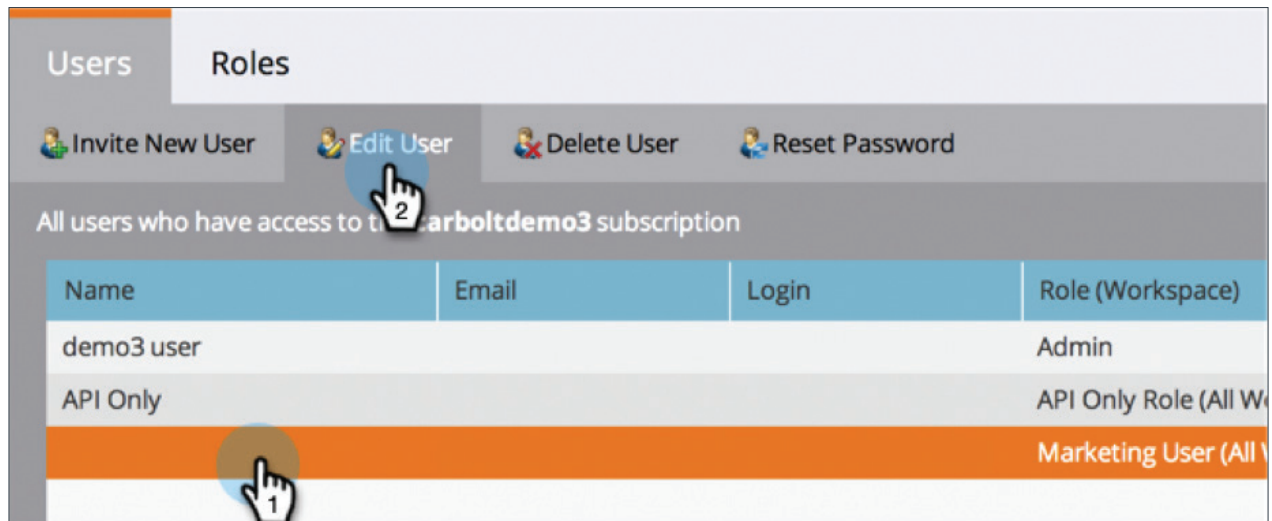 Users Roles
Invite New User Edit User Delete User Reset Password
All users who have access to arboltdemo3 subscription
Name Email Login Role (Workspace)
demo3 user Admin
API Only API Only Role (All
Marketing User (All
2
1